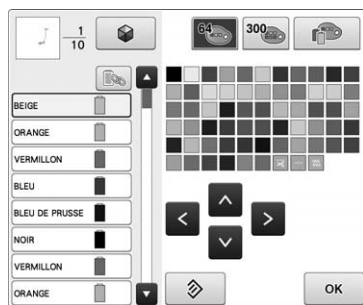 1
10
64
300
BEIGE
ORANGE
VERMILLON
BLEU
BLEU DE PRUSSE
NOIR
VERMILLON
ORANGE
OK